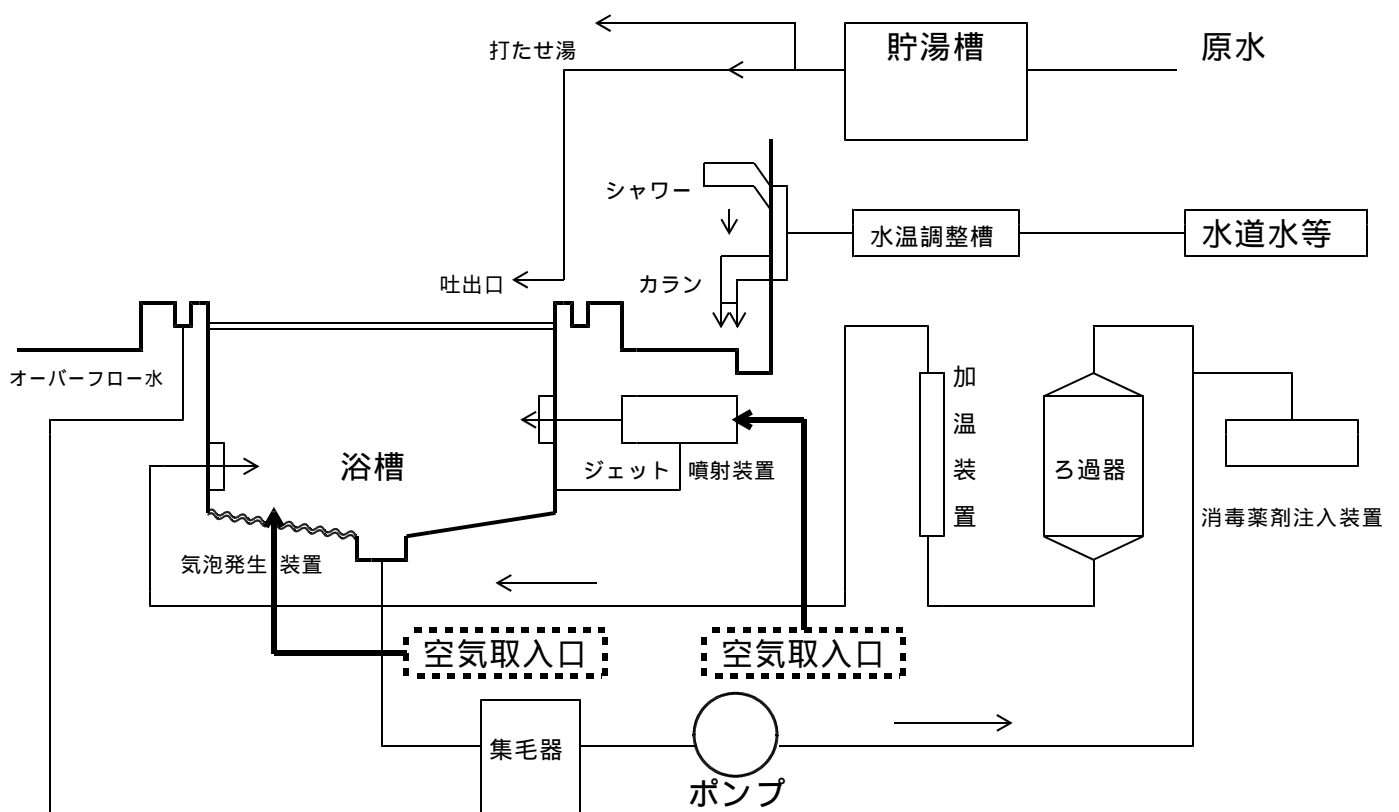 貯湯槽
原水
打たせ湯
シャワー
水温調整槽
水道水等
吐出口
カラン
オーバーフロー水
加温装置
浴槽
ジェット 噴射装置
ろ過器
消毒薬剤注入装置
気泡発生 装置
空気取入口
空気取入口
集毛器
ポンプ